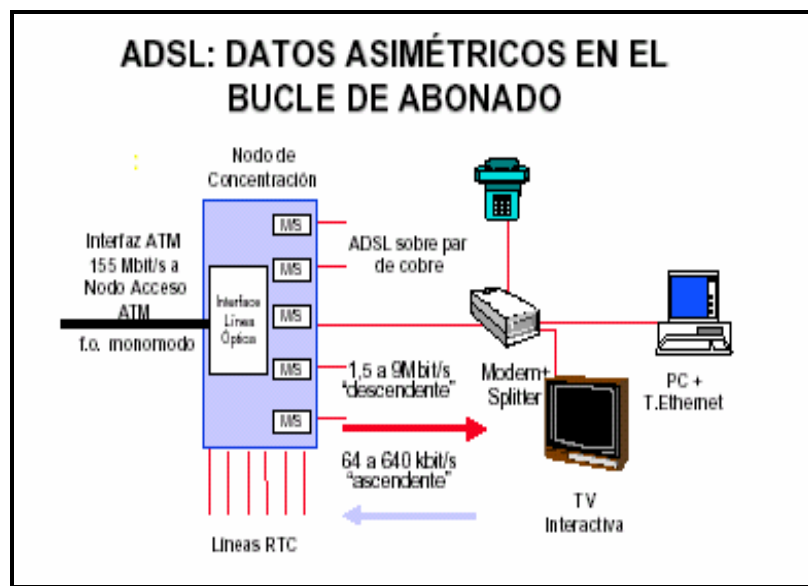 ADSL: DATOS ASIMÉTRICOS EN EL
BUCLE DE ABONADO
:
Nodo de
Concentración
Interfaz ATM
155 Mbit/s a
Nodo Acceso
ATM
f.o. monomodo
Interface
Línea
Óptica
M/S
M/S
M/S
M/S
M/S
ADSL sobre par
de cobre
1,5 a 9Mbit/s
“descendente”
64 a 640 kbit/s
“ascendente”
Líneas RTC
Modem+
Splitter
PC +
T.Ethernet
TV
Interactiva